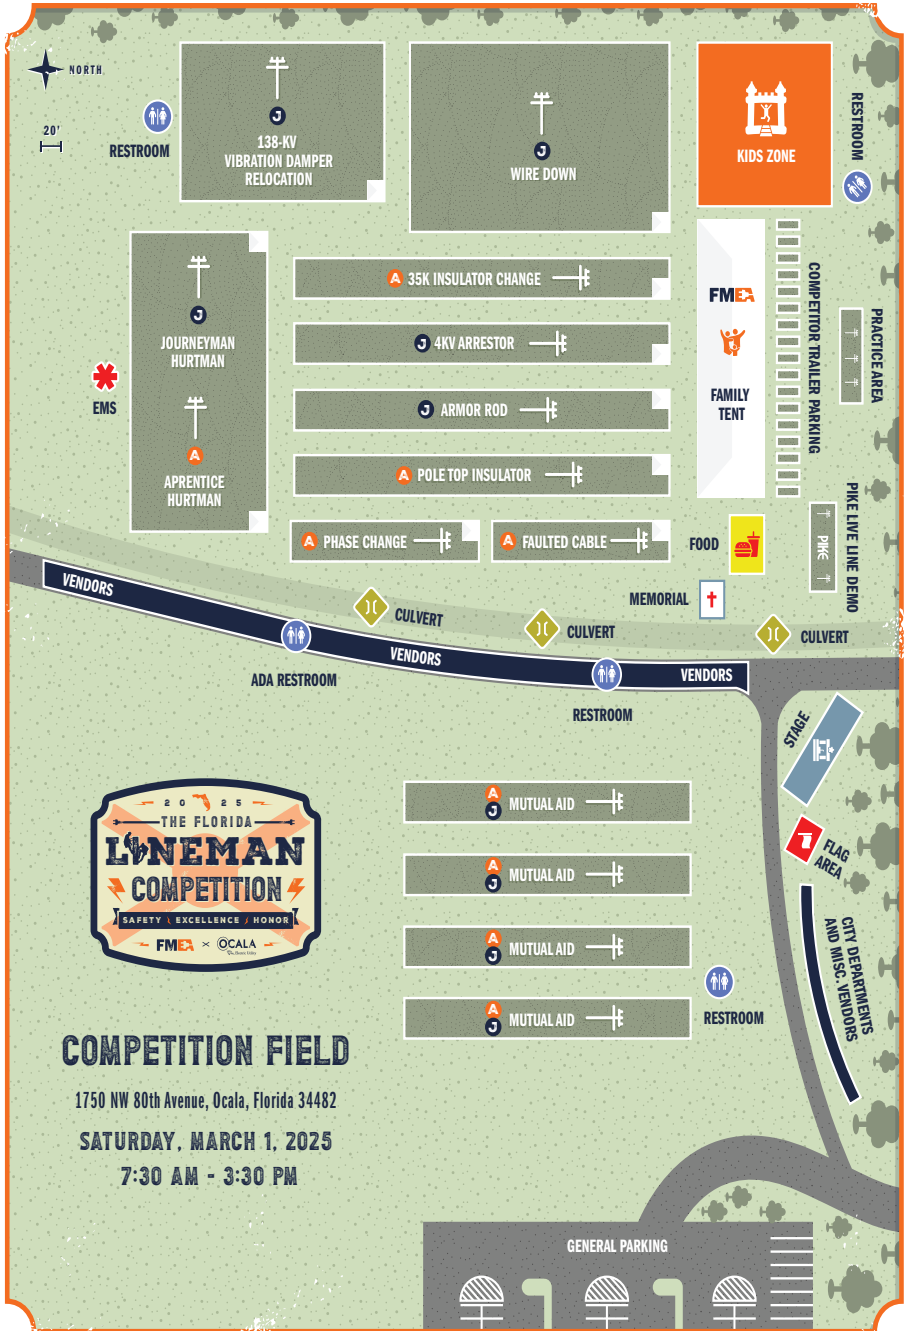 NORTH
20'
RESTROOM
J
138-KV
VIBRATION DAMPER
RELOCATION
J
WIRE DOWN
KIDS ZONE
RESTROOM
J
JOURNEYMAN
HURTMAN
A
APRENTICE
HURTMAN
EMS
A 35K INSULATOR CHANGE
J 4KV ARRESTOR
J ARMOR ROD
A POLE TOP INSULATOR
A PHASE CHANGE
A FAULTED CABLE
FMEA
FAMILY
TENT
COMPETITOR TRAILER PARKING
PRACTICE AREA
PIKE
PIKE LIVE LINE DEMO
FOOD
MEMORIAL
VENDORS
CULVERT
CULVERT
CULVERT
VENDORS
VENDORS
ADA RESTROOM
RESTROOM
STAGE
FLAG
AREA
CITY DEPARTMENTS
AND MISC. VENDORS
A
J MUTUAL AID
A
J MUTUAL AID
A
J MUTUAL AID
A
J MUTUAL AID
RESTROOM
2025
THE FLORIDA
LINEMAN
COMPETITION
SAFETY EXCELLENCE HONOR
FMEA × OCALA
COMPETITION FIELD
1750 NW 80th Avenue, Ocala, Florida 34482
SATURDAY, MARCH 1, 2025
7:30 AM - 3:30 PM
GENERAL PARKING